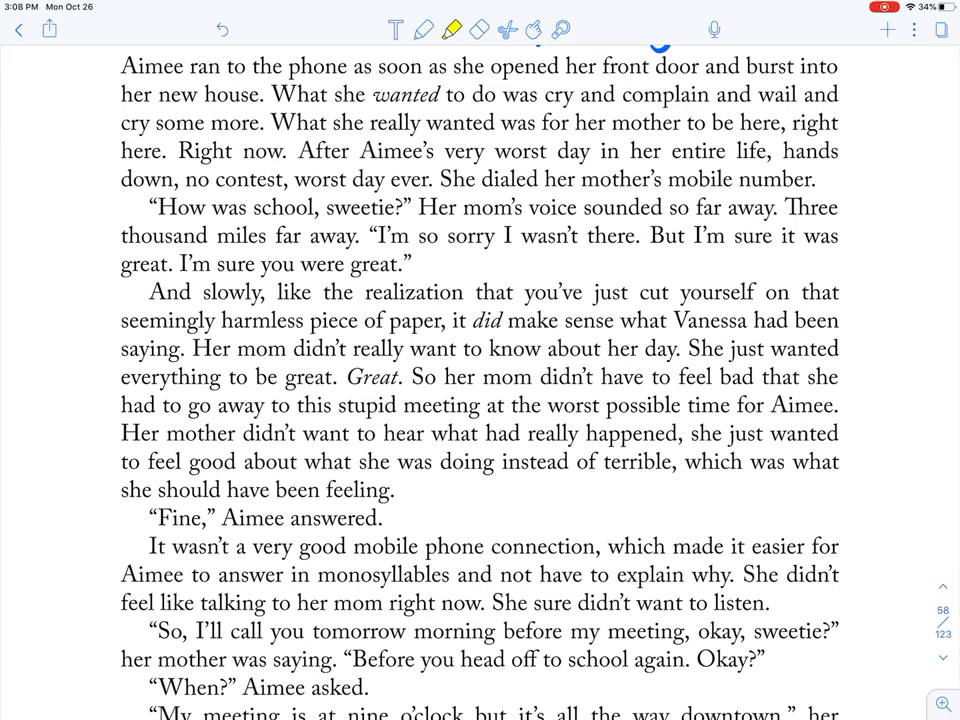 3:08 PM Mon Oct 26
34%
Aimee ran to the phone as soon as she opened her front door and burst into
her new house. What she wanted to do was cry and complain and wail and
cry some more. What she really wanted was for her mother to be here, right
here. Right now. After Aimee’s very worst day in her entire life, hands
down, no contest, worst day ever. She dialed her mother’s mobile number.
“How was school, sweetie?” Her mom’s voice sounded so far away. Three
thousand miles far away. “I’m so sorry I wasn’t there. But I’m sure it was
great. I’m sure you were great.”
And slowly, like the realization that you’ve just cut yourself on that
seemingly harmless piece of paper, it did make sense what Vanessa had been
saying. Her mom didn’t really want to know about her day. She just wanted
everything to be great. Great. So her mom didn’t have to feel bad that she
had to go away to this stupid meeting at the worst possible time for Aimee.
Her mother didn’t want to hear what had really happened, she just wanted
to feel good about what she was doing instead of terrible, which was what
she should have been feeling.
“Fine,” Aimee answered.
It wasn’t a very good mobile phone connection, which made it easier for
Aimee to answer in monosyllables and not have to explain why. She didn’t
feel like talking to her mom right now. She sure didn’t want to listen.
“So, I’ll call you tomorrow morning before my meeting, okay, sweetie?”
her mother was saying. “Before you head off to school again. Okay?”
“When?” Aimee asked.
“My meeting is at nine o’clock but it’s all the way downtown,” her
58
123